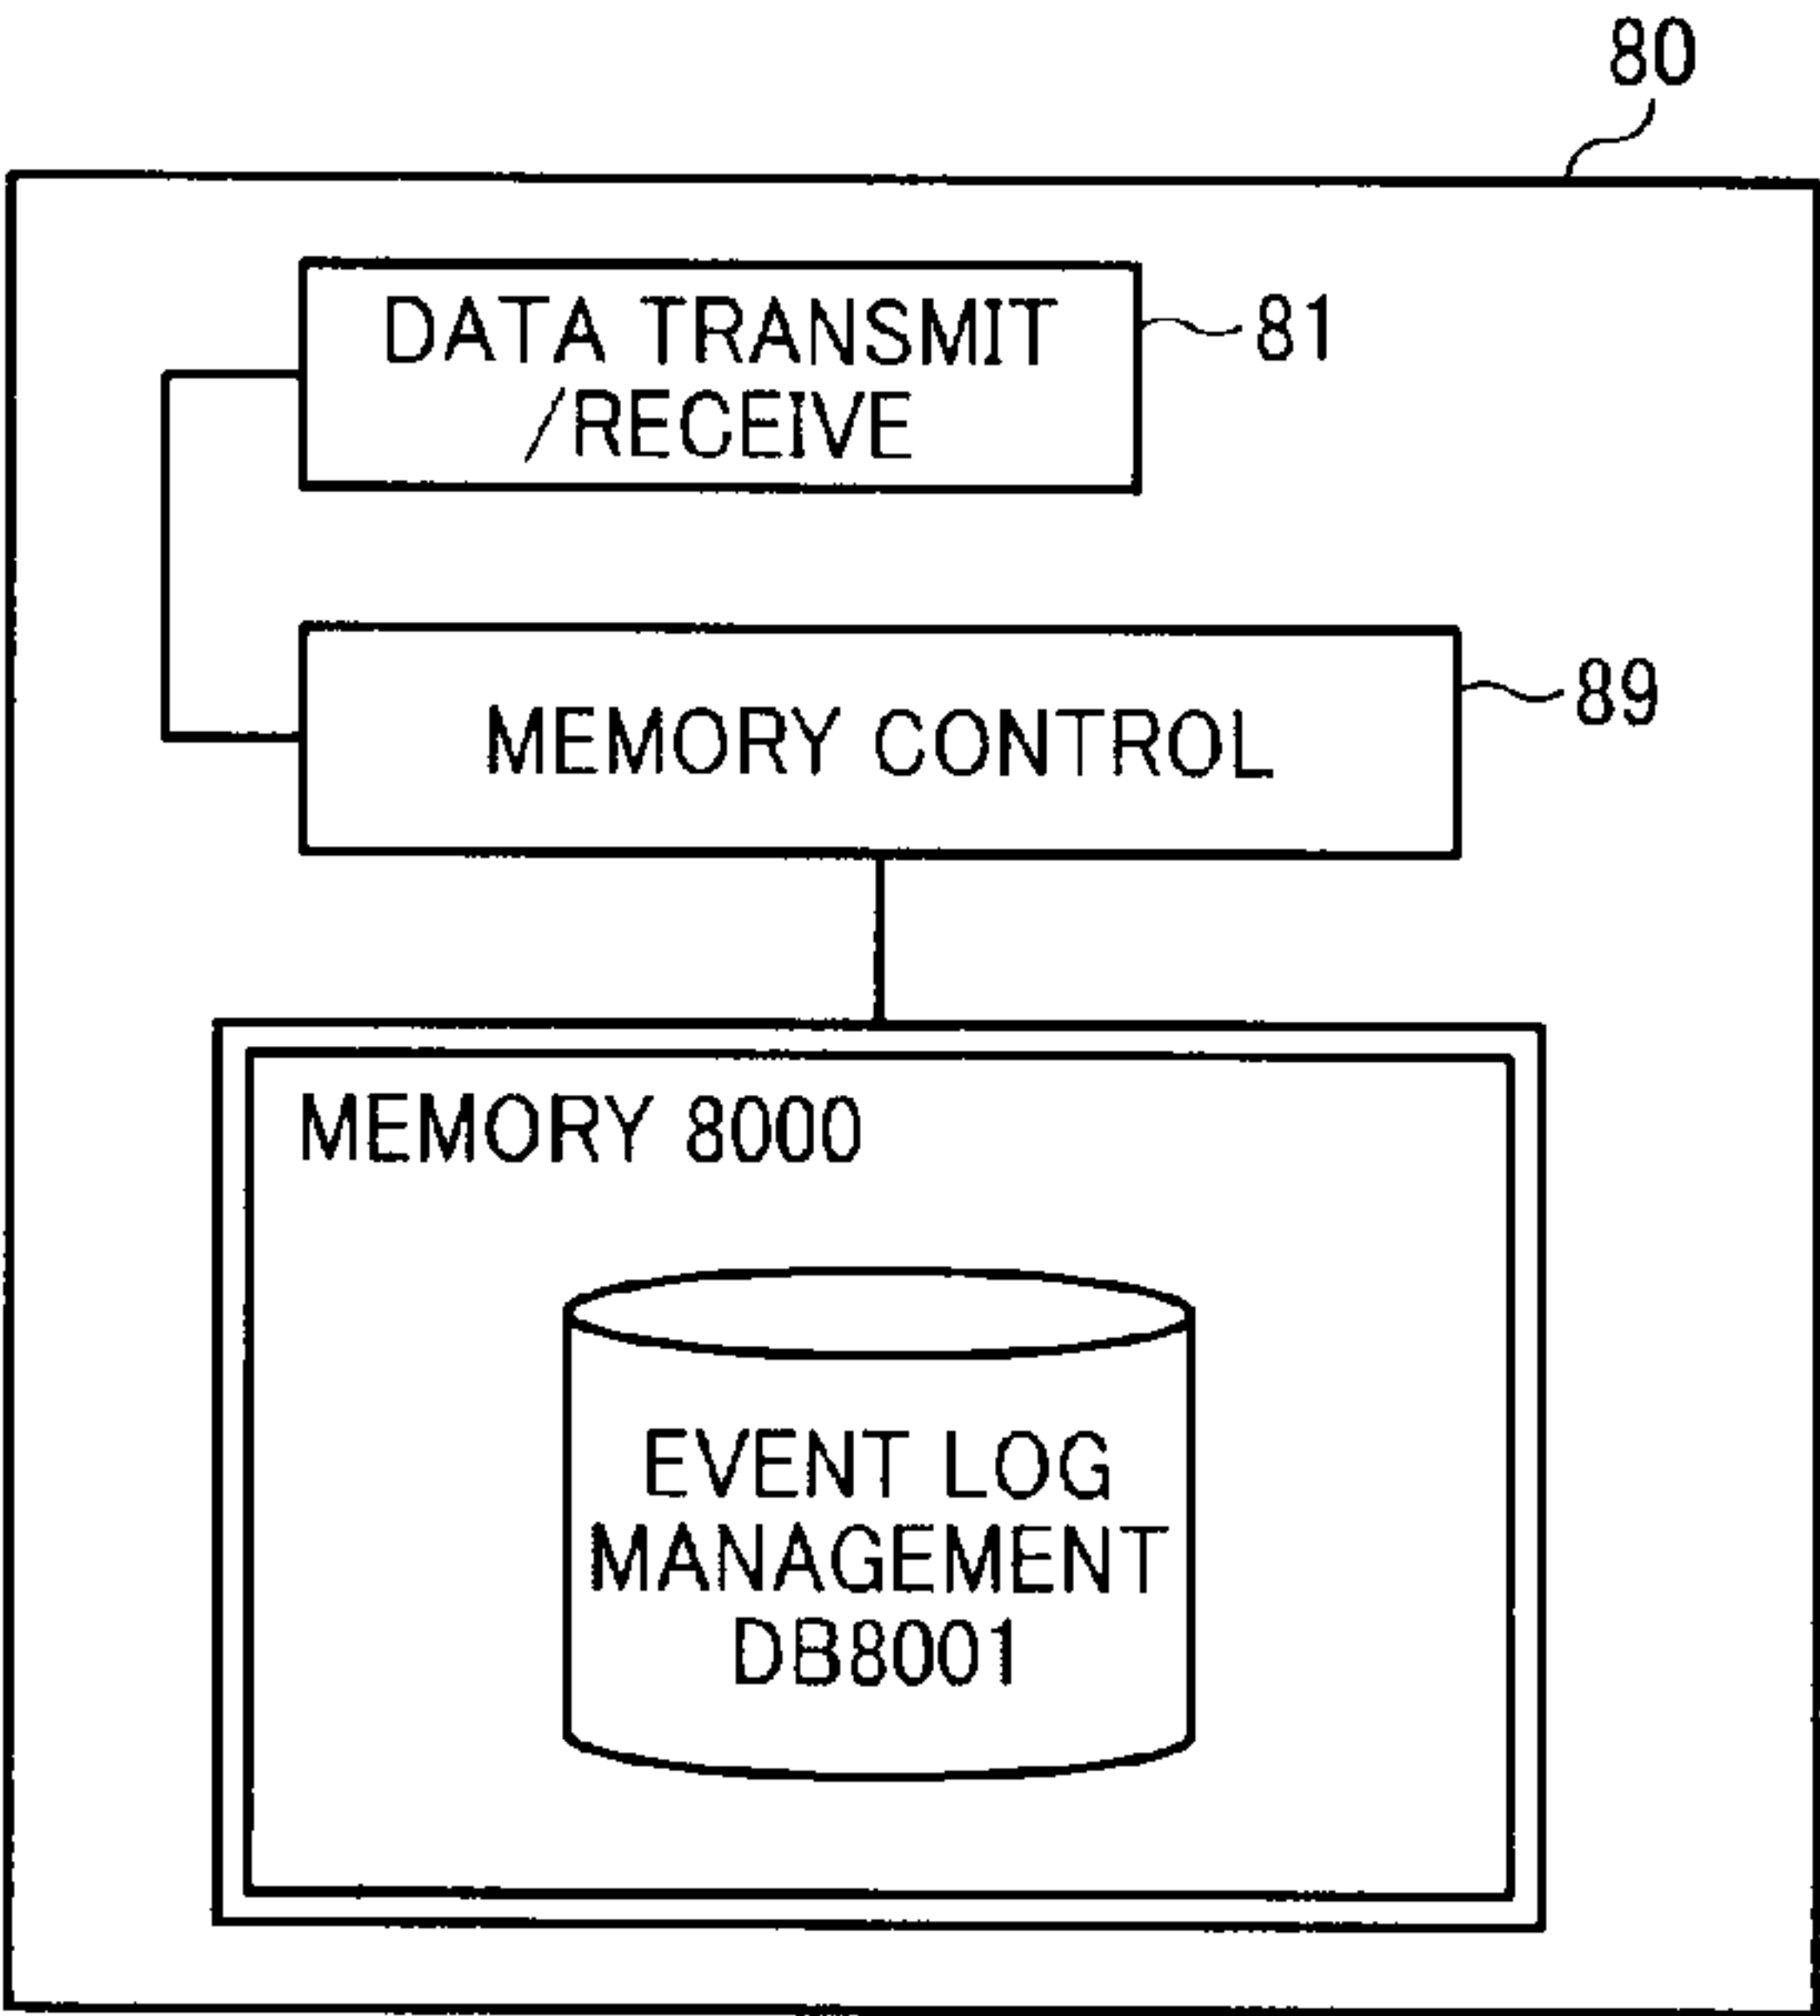 80
DATA TRANSMIT
/RECEIVE
81
MEMORY CONTROL
89
MEMORY 8000
EVENT LOG
MANAGEMENT
DB8001